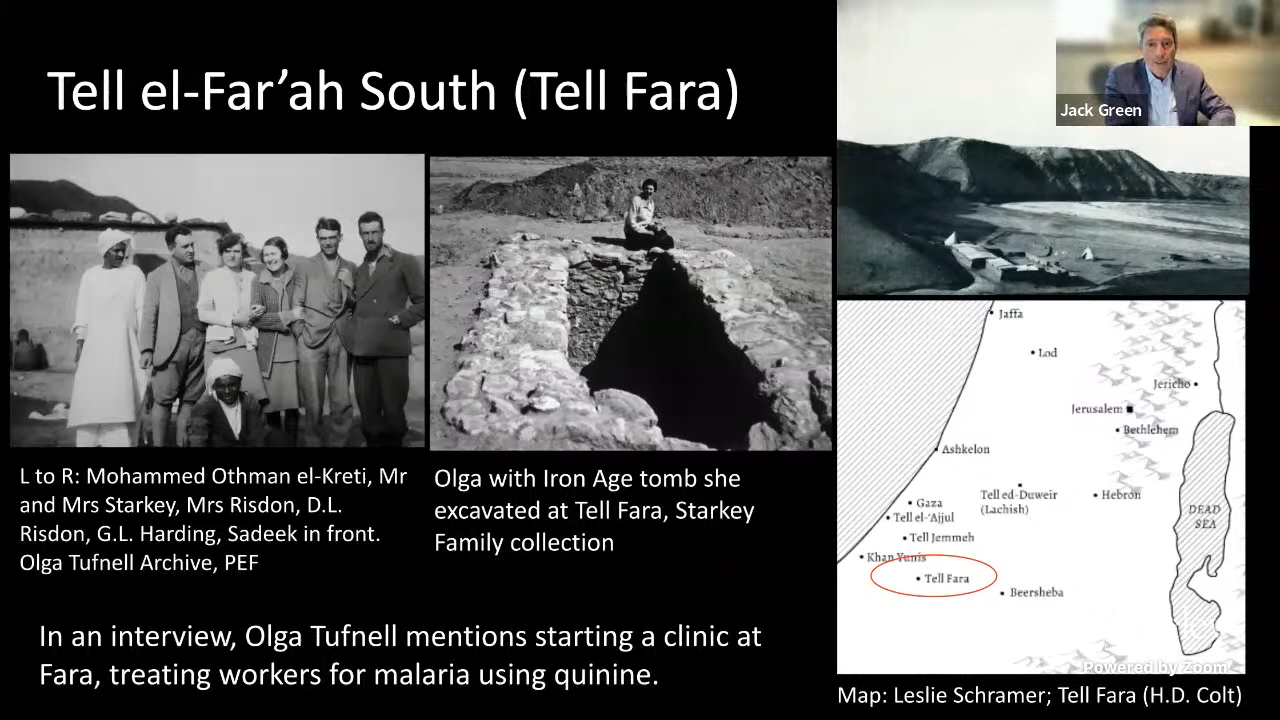 Tell el-Far’ah South (Tell Fara)
Jack Green
L to R: Mohammed Othman el-Kreti, Mr
and Mrs Starkey, Mrs Risdon, D.L.
Risdon, G.L. Harding, Sadeek in front.
Olga Tufnell Archive, PEF
Olga with Iron Age tomb she
excavated at Tell Fara, Starkey
Family collection
In an interview, Olga Tufnell mentions starting a clinic at
Fara, treating workers for malaria using quinine.
Jaffa
Lod
Jericho
Jerusalem
Bethlehem
Ashkelon
Tell ed-Duweir
(Lachish)
Hebron
Gaza
Tell el-‘Ajjul
DEAD
SEA
Tell Jemmeh
Khan Yunis
Tell Fara
Beersheba
Powered by Zoom
Map: Leslie Schramer; Tell Fara (H.D. Colt)